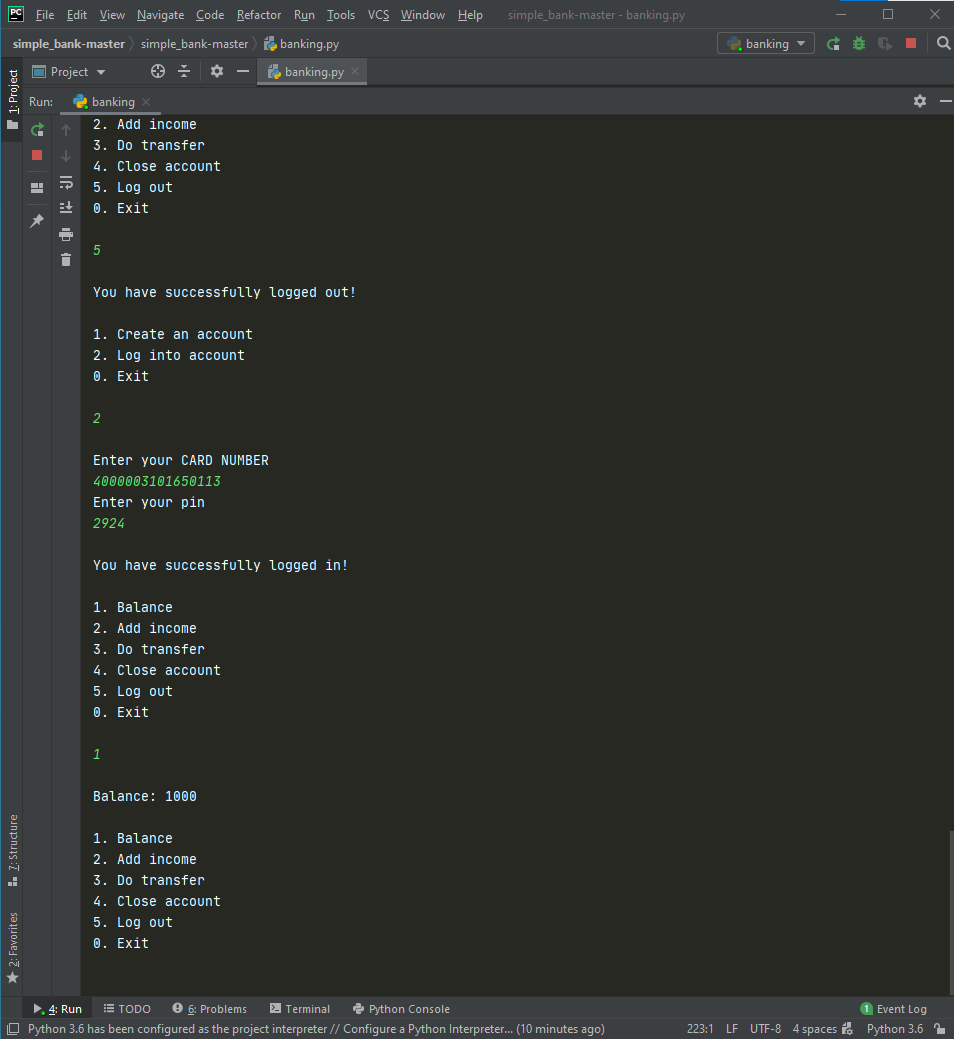 PC File Edit View Navigate Code Refactor Run Tools VCS Window Help simple_bank-master - banking.py
simple_bank-master simple_bank-master banking.py banking
1: Project
Project banking.py
Run: banking
2. Add income
3. Do transfer
4. Close account
5. Log out
0. Exit
5
You have successfully logged out!
1. Create an account
2. Log into account
0. Exit
2
Enter your CARD NUMBER
4000003101650113
Enter your pin
2924
You have successfully logged in!
1. Balance
2. Add income
3. Do transfer
4. Close account
5. Log out
0. Exit
1
Balance: 1000
1. Balance
2. Add income
3. Do transfer
4. Close account
5. Log out
0. Exit
7: Structure
2: Favorites
4: Run TODO 6: Problems Terminal Python Console 1 Event Log
Python 3.6 has been configured as the project interpreter // Configure a Python Interpreter... (10 minutes ago) 223:1 LF UTF-8 4 spaces Python 3.6